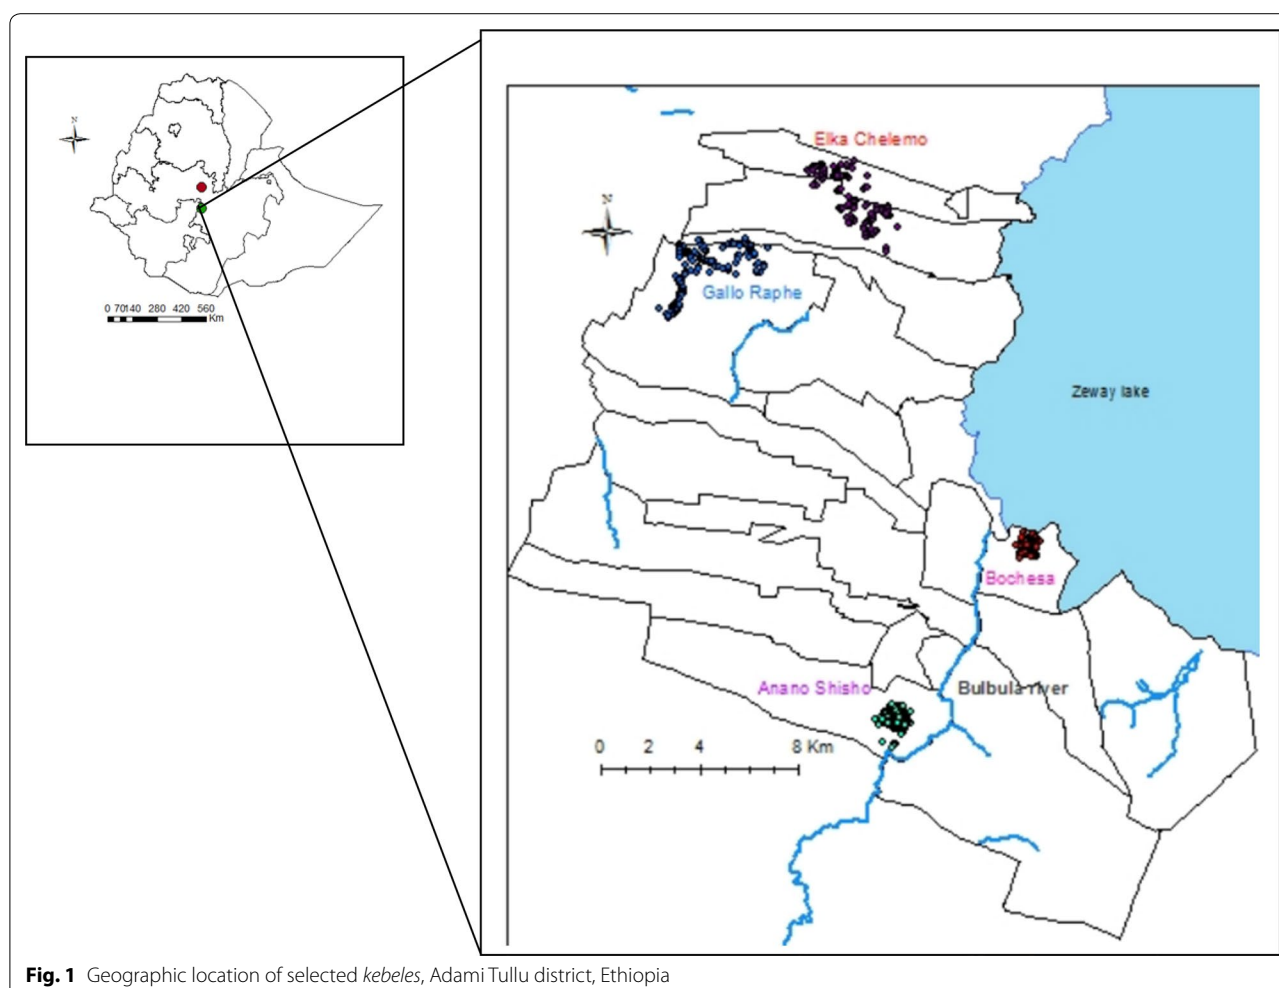 N
0 70140 280 420 560
Km
Elka Chelemo
N
Gallo Raphe
Zeway lake
Bochesa
Anano Shisho
Bulbula river
0 2 4 8 Km
Fig. 1 Geographic location of selected kebeles, Adami Tullu district, Ethiopia